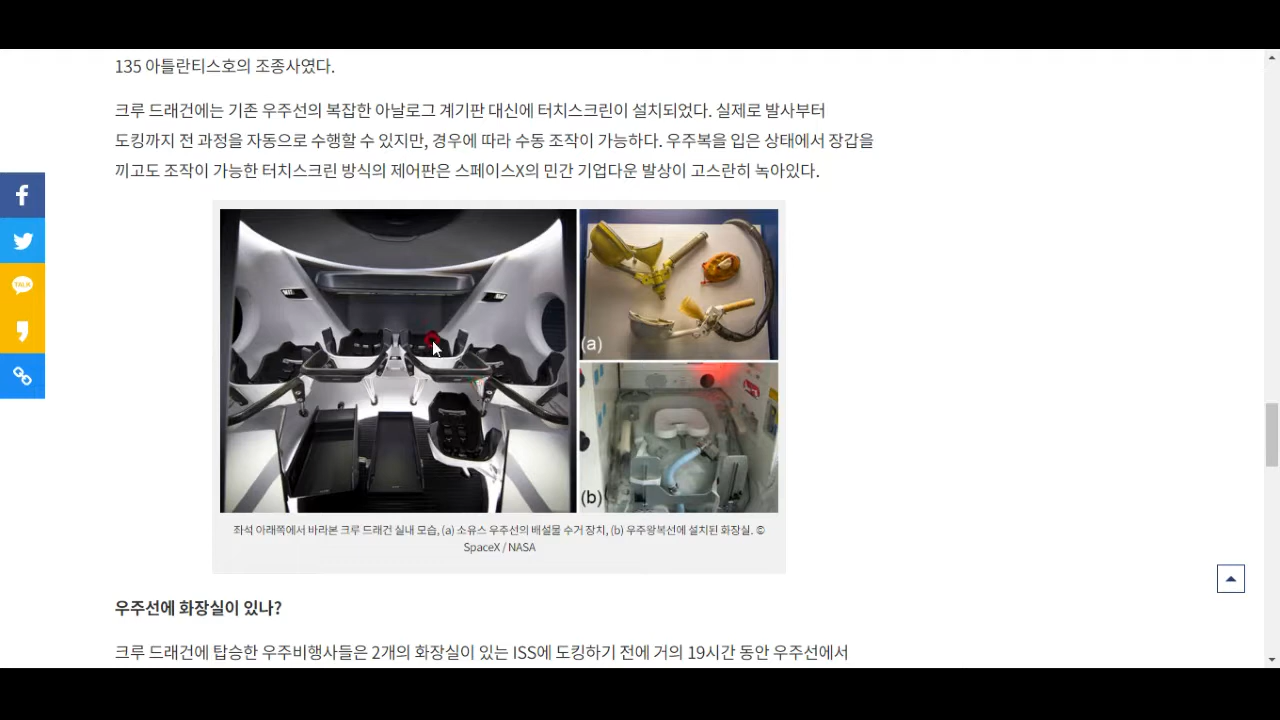 135 아틀란티스호의 조종사였다.
크루 드래건에는 기존 우주선의 복잡한 아날로그 계기판 대신에 터치스크린이 설치되었다. 실제로 발사부터
도킹까지 전 과정을 자동으로 수행할 수 있지만, 경우에 따라 수동 조작이 가능하다. 우주복을 입은 상태에서 장갑을
끼고도 조작이 가능한 터치스크린 방식의 제어판은 스페이스X의 민간 기업다운 발상이 고스란히 녹아있다.
TALK
(a)
(b)
좌석 아래쪽에서 바라본 크루 드래건 실내 모습, (a) 소유스 우주선의 배설물 수거 장치, (b) 우주왕복선에 설치된 화장실. ©
SpaceX / NASA
우주선에 화장실이 있나?
크루 드래건에 탑승한 우주비행사들은 2개의 화장실이 있는 ISS에 도킹하기 전에 거의 19시간 동안 우주선에서